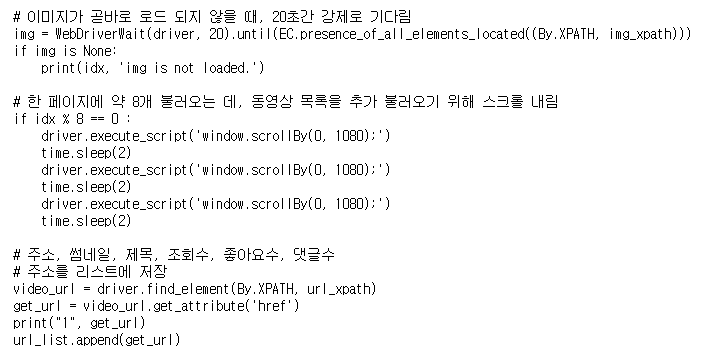 # 이미지가 곧바로 로드 되지 않을 때, 20초간 강제로 기다림
img = WebDriverWait(driver, 20).until(EC.presence_of_all_elements_located((By.XPATH, img_xpath)))
if img is None:
    print(idx, 'img is not loaded.')

# 한 페이지에 약 8개 불러오는 데, 동영상 목록을 추가 불러오기 위해 스크롤 내림
if idx % 8 == 0 :
    driver.execute_script('window.scrollBy(0, 1080);')
    time.sleep(2)
    driver.execute_script('window.scrollBy(0, 1080);')
    time.sleep(2)
    driver.execute_script('window.scrollBy(0, 1080);')
    time.sleep(2)

# 주소, 썸네일, 제목, 조회수, 좋아요수, 댓글수
# 주소를 리스트에 저장
video_url = driver.find_element(By.XPATH, url_xpath)
get_url = video_url.get_attribute('href')
print("1", get_url)
url_list.append(get_url)